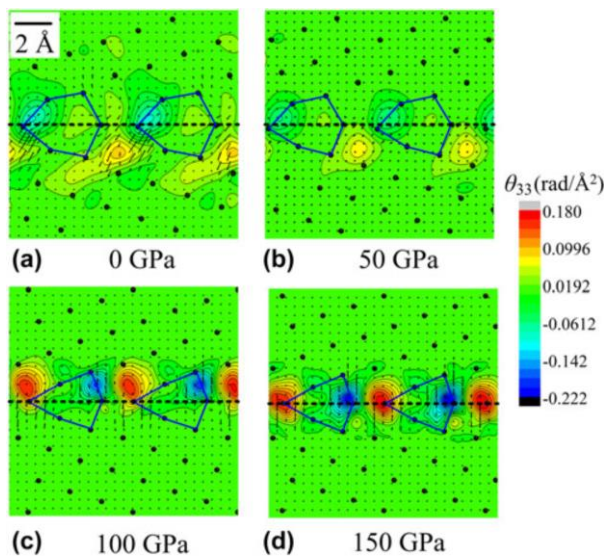 2 Å
(a) 0 GPa
(b) 50 GPa
θ33(rad/Å²)
0.180
0.0996
0.0192
-0.0612
-0.142
-0.222
(c) 100 GPa
(d) 150 GPa